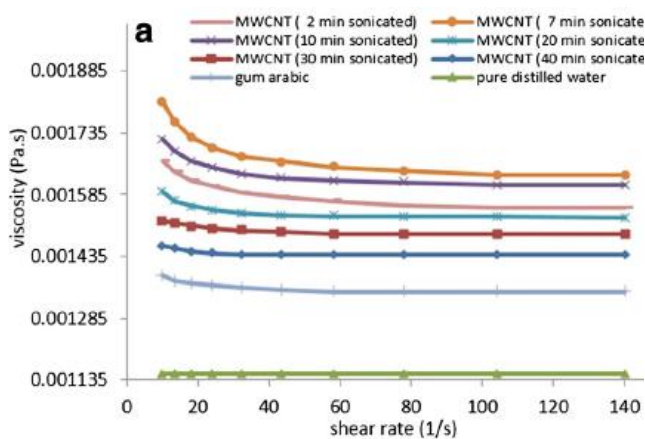 a
MWCNT ( 2 min sonicated)
MWCNT ( 7 min sonicate
MWCNT (10 min sonicated)
MWCNT (20 min sonicate
MWCNT (30 min sonicated)
MWCNT (40 min sonicate
gum arabic
pure distilled water
viscosity (Pa.s)
0.001885
0.001735
0.001585
0.001435
0.001285
0.001135
0 20 40 60 80 100 120 140
shear rate (1/s)